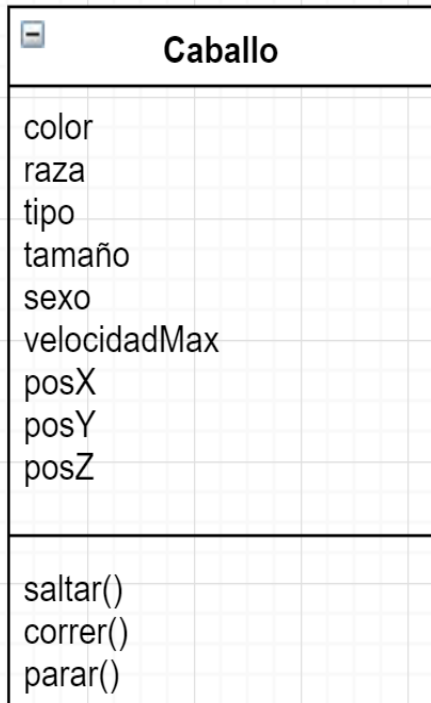 Caballo
color
raza
tipo
tamaño
sexo
velocidadMax
posX
posY
posZ
saltar()
correr()
parar()